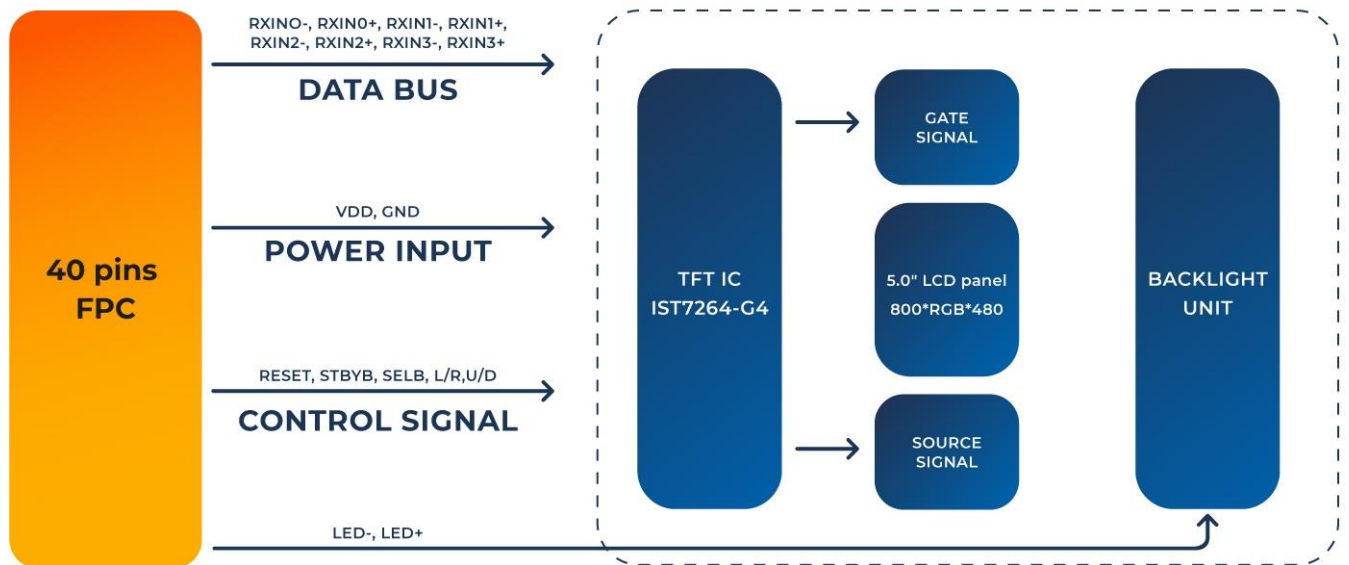 RXINO-, RXIN0+, RXIN1-, RXIN1+,
RXIN2-, RXIN2+, RXIN3-, RXIN3+
DATA BUS
VDD, GND
POWER INPUT
40 pins
FPC
RESET, STBYB, SELB, L/R,U/D
CONTROL SIGNAL
LED-, LED+
TFT IC
IST7264-G4
GATE
SIGNAL
5.0" LCD panel
800*RGB*480
SOURCE
SIGNAL
BACKLIGHT
UNIT